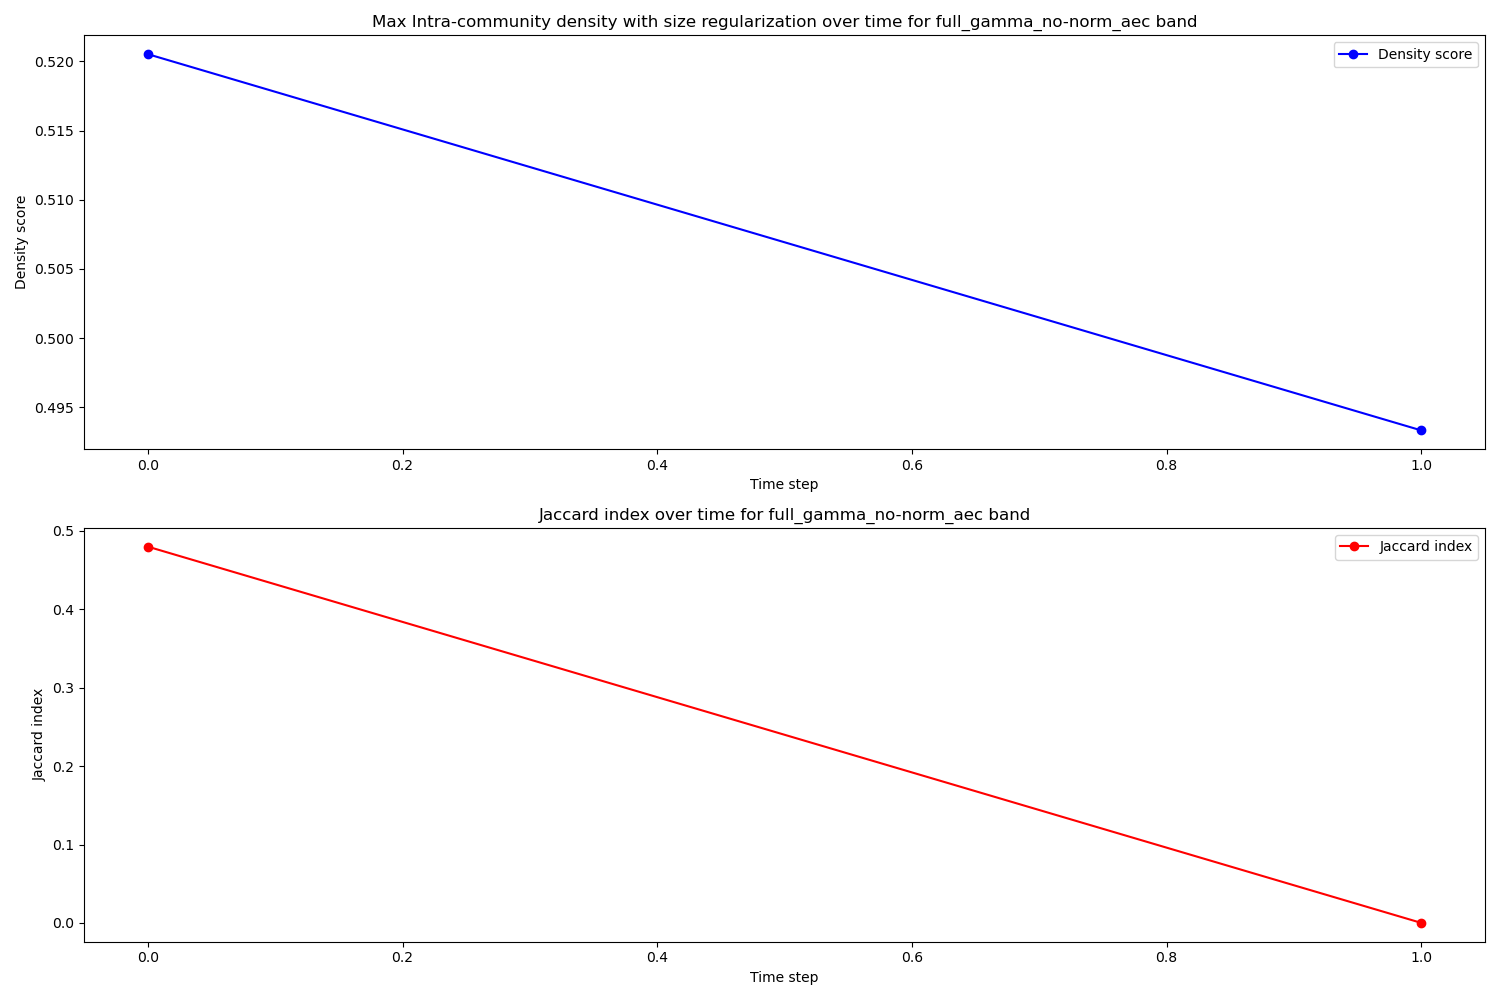 Max Intra-community density with size regularization over time for full_gamma_no-norm_aec band
Density score
0.520
0.515
0.510
0.505
0.500
0.495
Density score
0.0 0.2 0.4 0.6 0.8 1.0
Time step
Jaccard index over time for full_gamma_no-norm_aec band
Jaccard index
0.5
0.4
0.3
0.2
0.1
0.0
Jaccard index
0.0 0.2 0.4 0.6 0.8 1.0
Time step